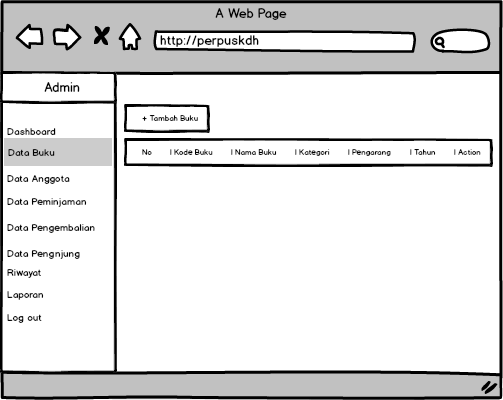 A Web Page
http://perpuskdh
Admin
Dashboard
Data Buku
Data Anggota
Data Peminjaman
Data Pengembalian
Data Pengnjung
Riwayat
Laporan
Log out
+ Tambah Buku
No | Kode Buku | Nama Buku | Kategori | Pengarang | Tahun | Action